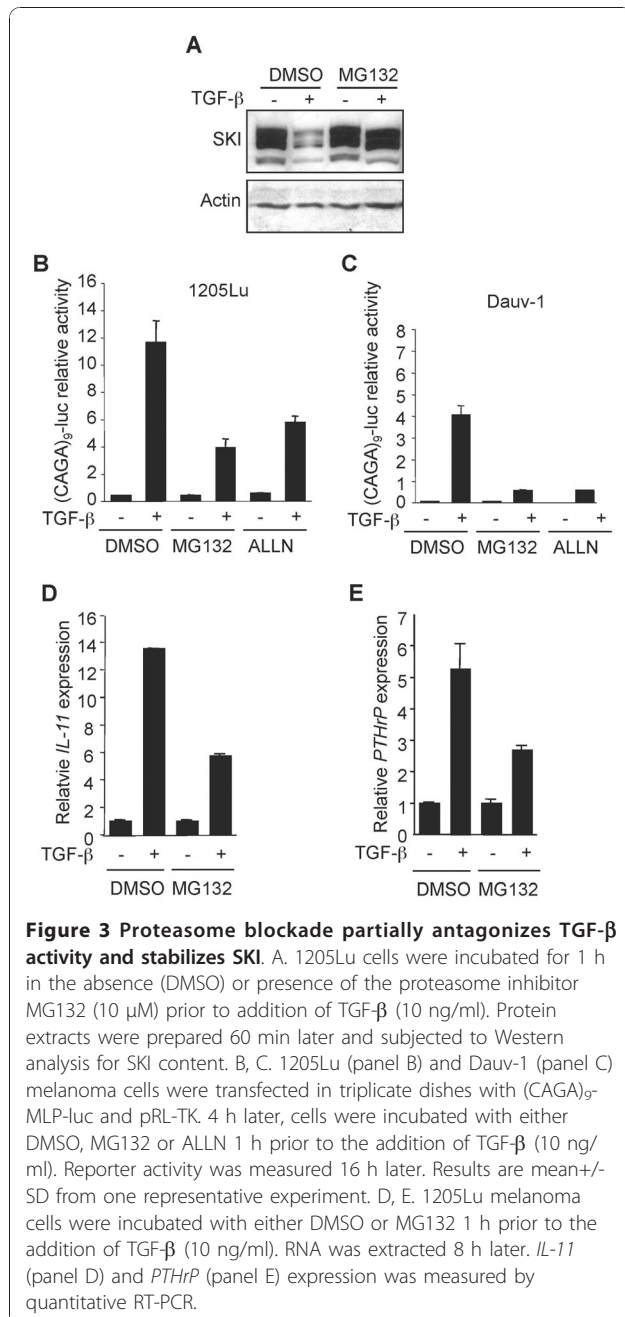 A
DMSO MG132
TGF-β - + - +
SKI
Actin
B
1205Lu
(CAGA)9-luc relative activity
16
14
12
10
8
6
4
2
0
TGF-β - + - + - +
DMSO MG132 ALLN
C
Dauv-1
(CAGA)9-luc relative activity
8
7
6
5
4
3
2
1
0
TGF-β - + - + - +
DMSO MG132 ALLN
D
Relatvie IL-11 expression
16
14
12
10
8
6
4
2
0
TGF-β - + - +
DMSO MG132
E
Relative PTHrP expression
7
6
5
4
3
2
1
0
TGF-β - + - +
DMSO MG132
Figure 3 Proteasome blockade partially antagonizes TGF-β
activity and stabilizes SKI. A. 1205Lu cells were incubated for 1 h
in the absence (DMSO) or presence of the proteasome inhibitor
MG132 (10 μM) prior to addition of TGF-β (10 ng/ml). Protein
extracts were prepared 60 min later and subjected to Western
analysis for SKI content. B, C. 1205Lu (panel B) and Dauv-1 (panel C)
melanoma cells were transfected in triplicate dishes with (CAGA)9-
MLP-luc and pRL-TK. 4 h later, cells were incubated with either
DMSO, MG132 or ALLN 1 h prior to the addition of TGF-β (10 ng/
ml). Reporter activity was measured 16 h later. Results are mean+/-
SD from one representative experiment. D, E. 1205Lu melanoma
cells were incubated with either DMSO or MG132 1 h prior to the
addition of TGF-β (10 ng/ml). RNA was extracted 8 h later. IL-11
(panel D) and PTHrP (panel E) expression was measured by
quantitative RT-PCR.